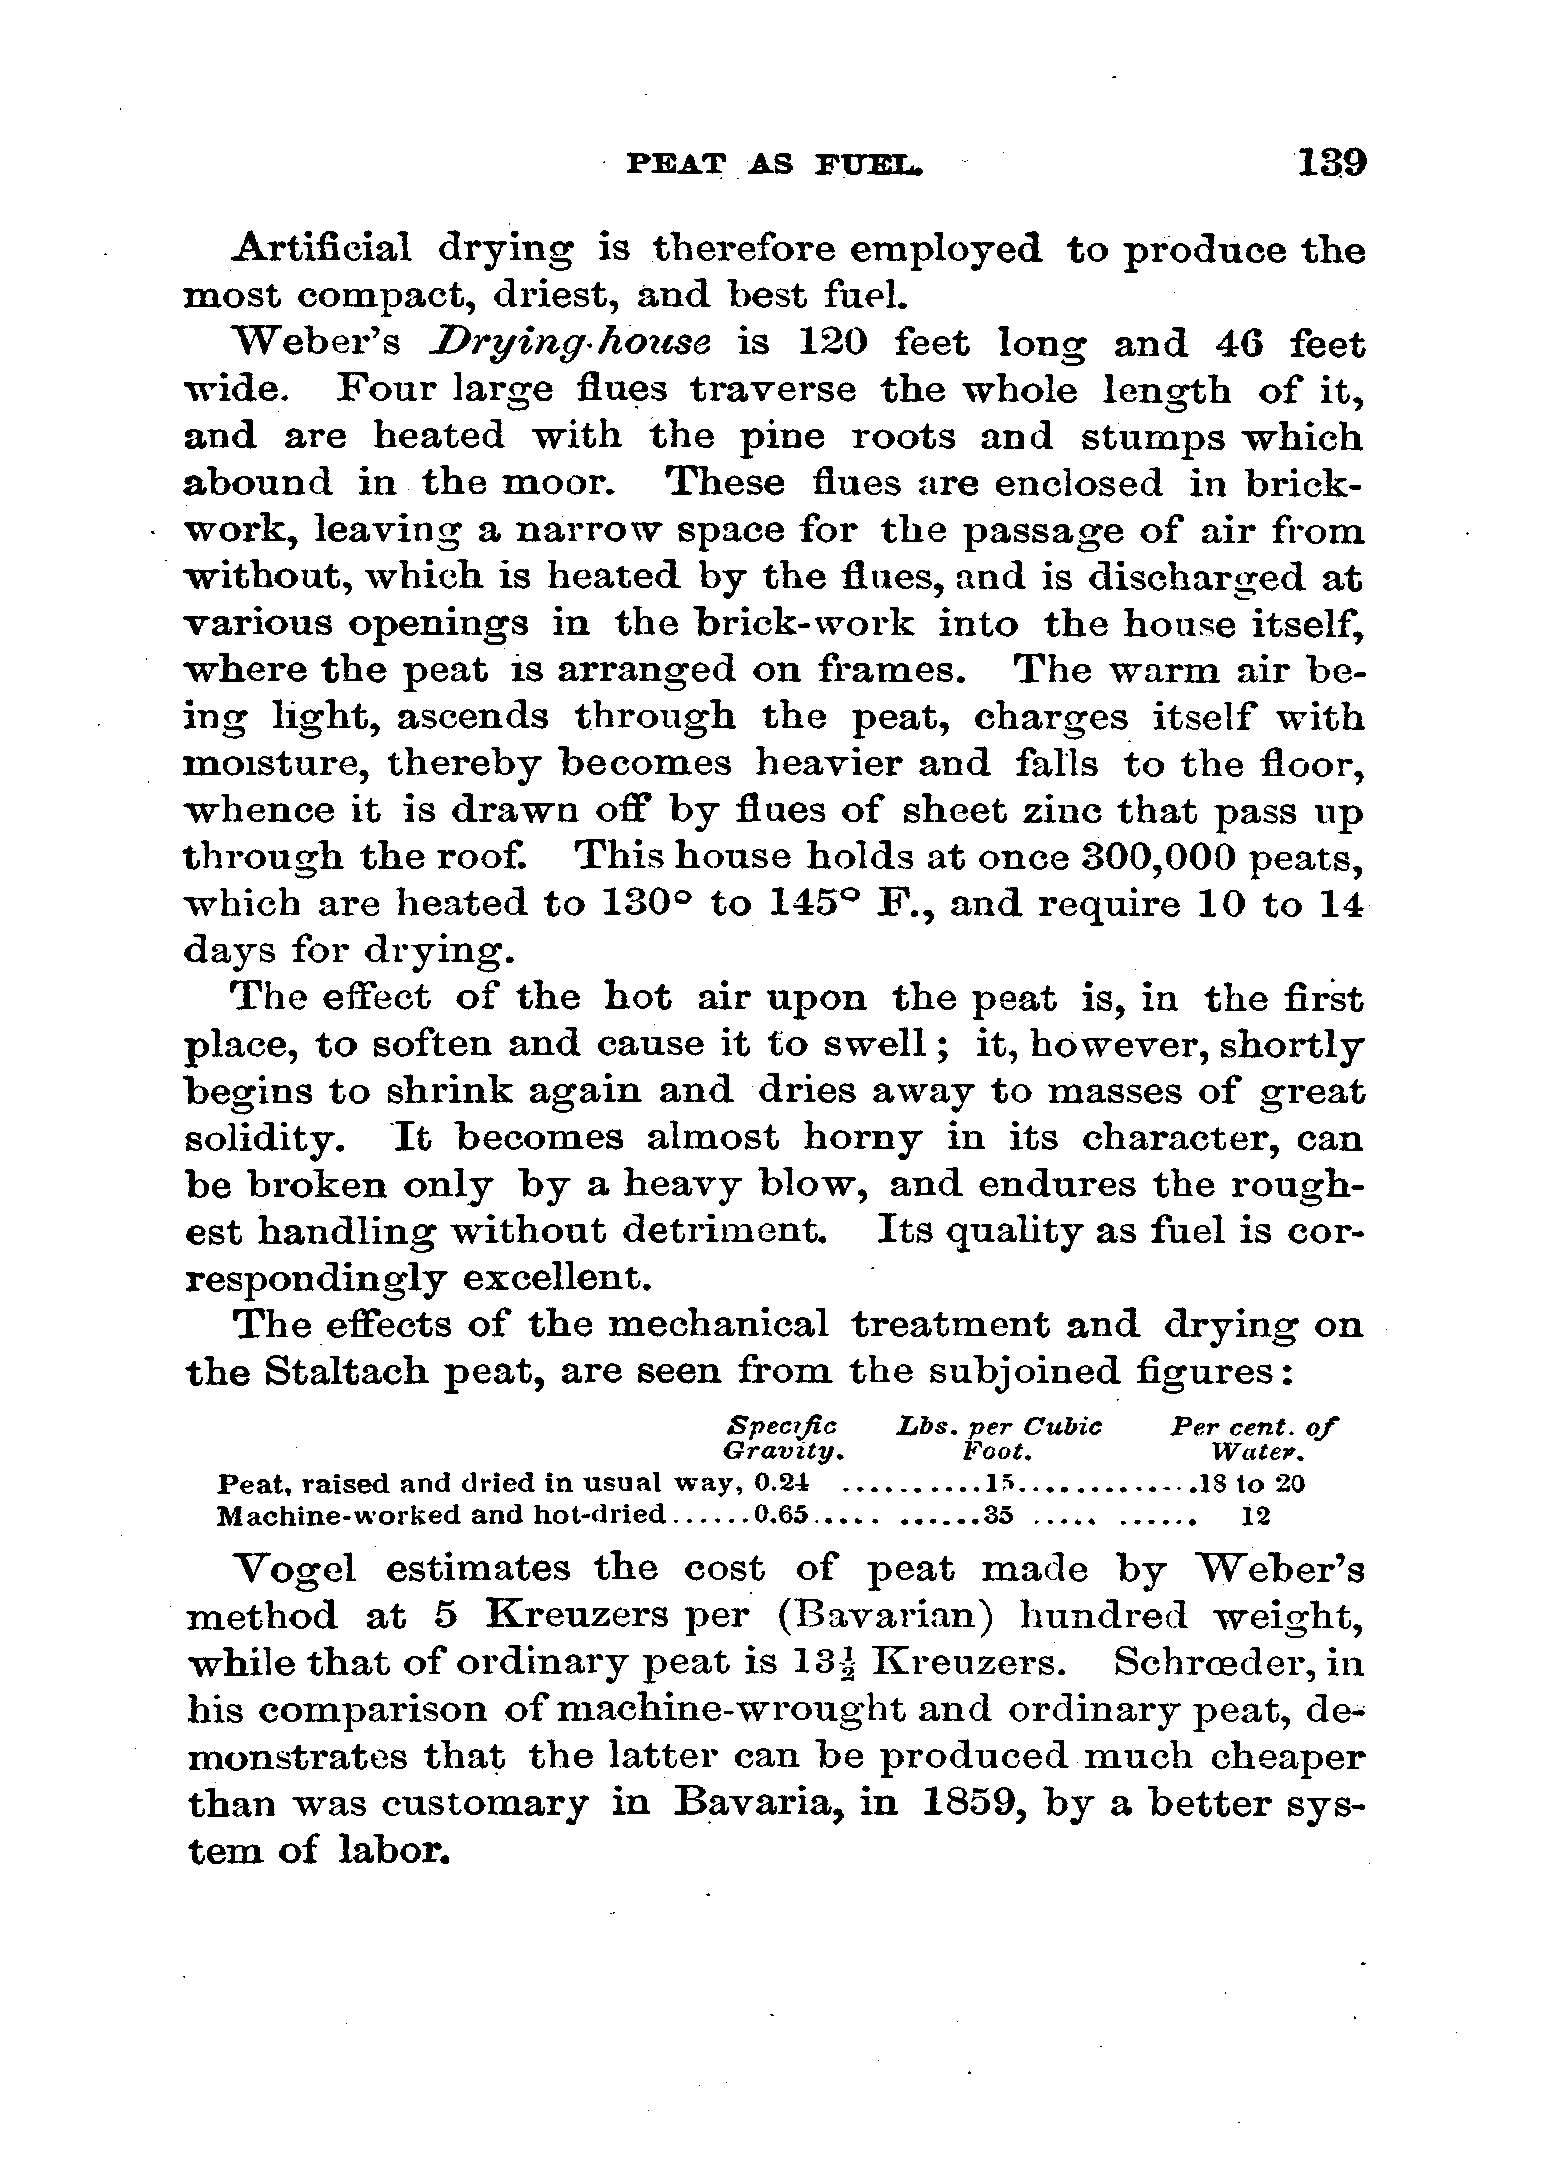 PEAT AS FUEL. 139
Artificial drying is therefore employed to produce the
most compact, driest, and best fuel.
Weber's Drying-house is 120 feet long and 46 feet
wide. Four large flues traverse the whole length of it,
and are heated with the pine roots and stumps which
abound in the moor. These flues are enclosed in brick-
work, leaving a narrow space for the passage of air from
without, which is heated by the flues, and is discharged at
various openings in the brick-work into the house itself,
where the peat is arranged on frames. The warm air be-
ing light, ascends through the peat, charges itself with
moisture, thereby becomes heavier and falls to the floor,
whence it is drawn off by flues of sheet zinc that pass up
through the roof. This house holds at once 300,000 peats,
which are heated to 130° to 145° F., and require 10 to 14
days for drying.
The effect of the hot air upon the peat is, in the first
place, to soften and cause it to swell; it, however, shortly
begins to shrink again and dries away to masses of great
solidity. It becomes almost horny in its character, can
be broken only by a heavy blow, and endures the rough-
est handling without detriment. Its quality as fuel is cor-
respondingly excellent.
The effects of the mechanical treatment and drying on
the Staltach peat, are seen from the subjoined figures:
Specific Lbs. per Cubic Per cent. of
Gravity. Foot. Water.
Peat, raised and dried in usual way, 0.24 ..........15.............18 to 20
Machine-worked and hot-dried......0.65..... ......35 ..... ...... 12
Vogel estimates the cost of peat made by Weber's
method at 5 Kreuzers per (Bavarian) hundred weight,
while that of ordinary peat is 13½ Kreuzers. Schrœder, in
his comparison of machine-wrought and ordinary peat, de-
monstrates that the latter can be produced much cheaper
than was customary in Bavaria, in 1859, by a better sys-
tem of labor.